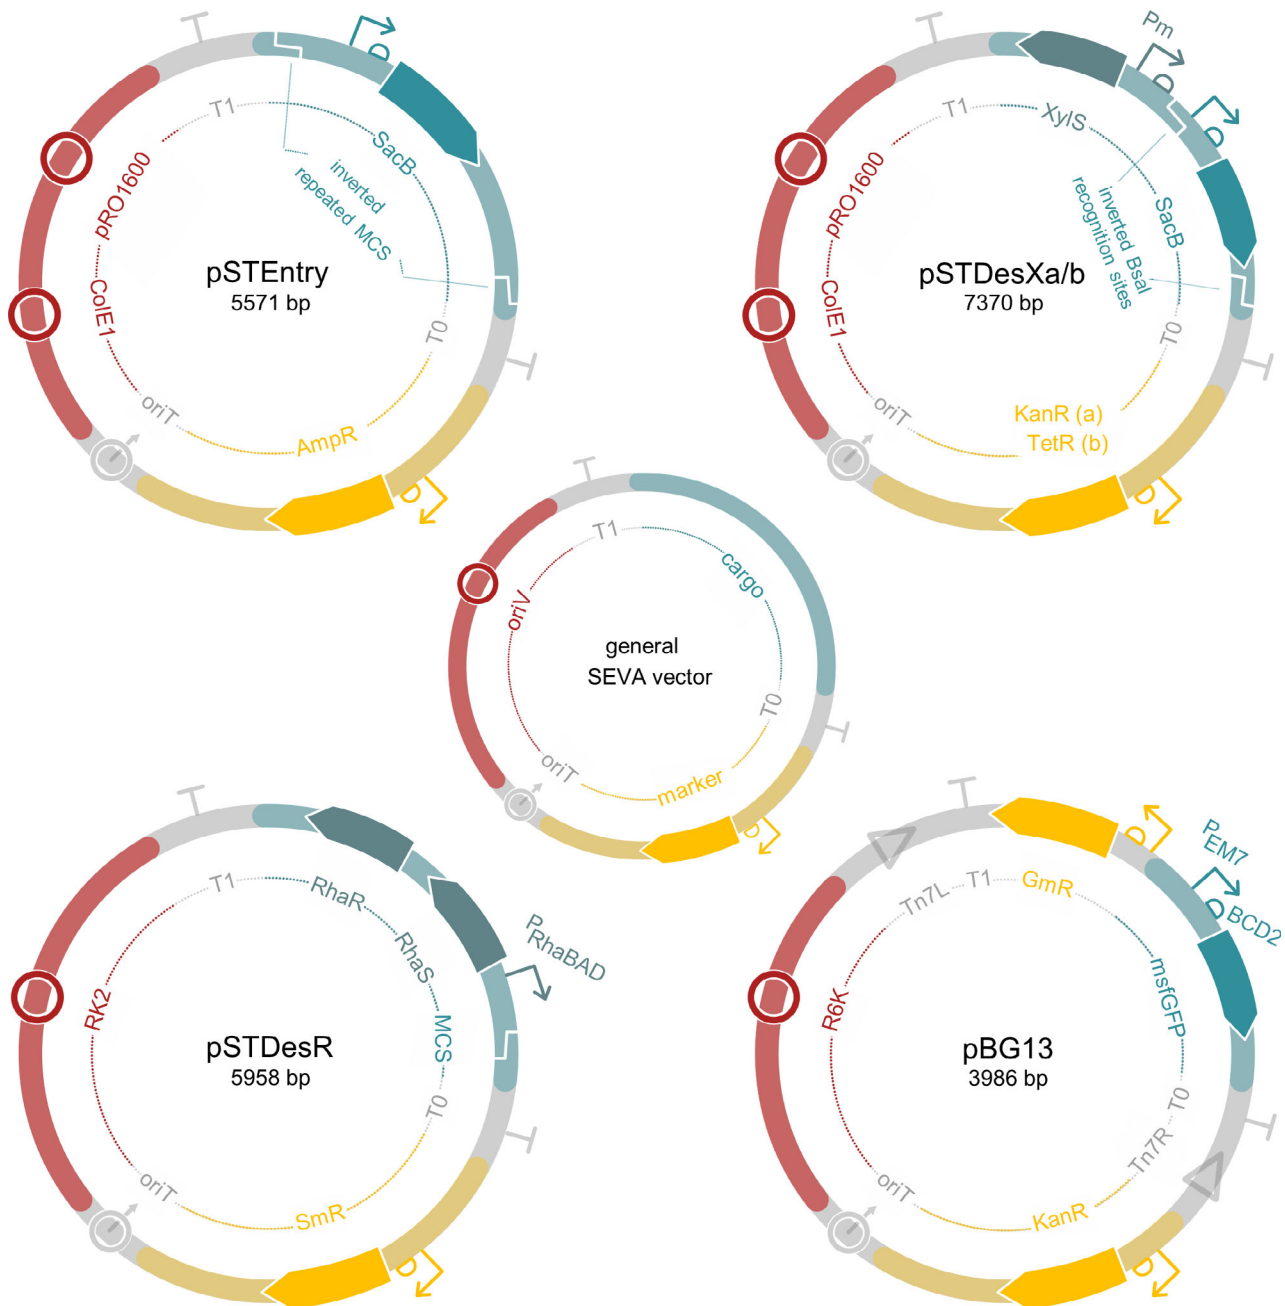 T1
SacB
inverted
repeated MCS
pRO1600
ColE1
pSTEntry
5571 bp
T0
oriT
AmpR
Pm
T1
XylS
SacB
inverted BsaI
recognition sites
pRO1600
ColE1
pSTDesXa/b
7370 bp
T0
oriT
KanR (a)
TetR (b)
T1
cargo
oriV
general
SEVA vector
T0
oriT
marker
T1
RhaR
RhaS
PRhaBAD
MCS
RK2
pSTDesR
5958 bp
T0
oriT
SmR
Tn7L
T1
GmR
PEM7
BCD2
msfGFP
R6K
pBG13
3986 bp
T0
Tn7R
oriT
KanR